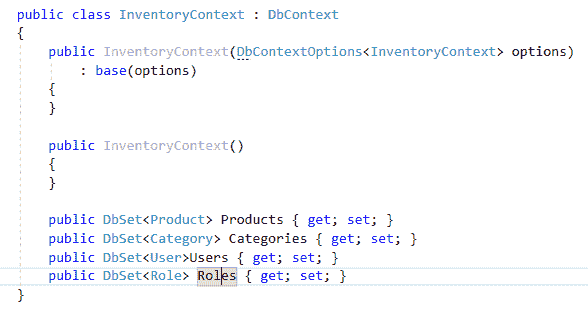 public class InventoryContext : DbContext
{
    public InventoryContext(DbContextOptions<InventoryContext> options)
        : base(options)
    {
    }

    public InventoryContext()
    {
    }

    public DbSet<Product> Products { get; set; }
    public DbSet<Category> Categories { get; set; }
    public DbSet<User>Users { get; set; }
    public DbSet<Role> Roles { get; set; }
}